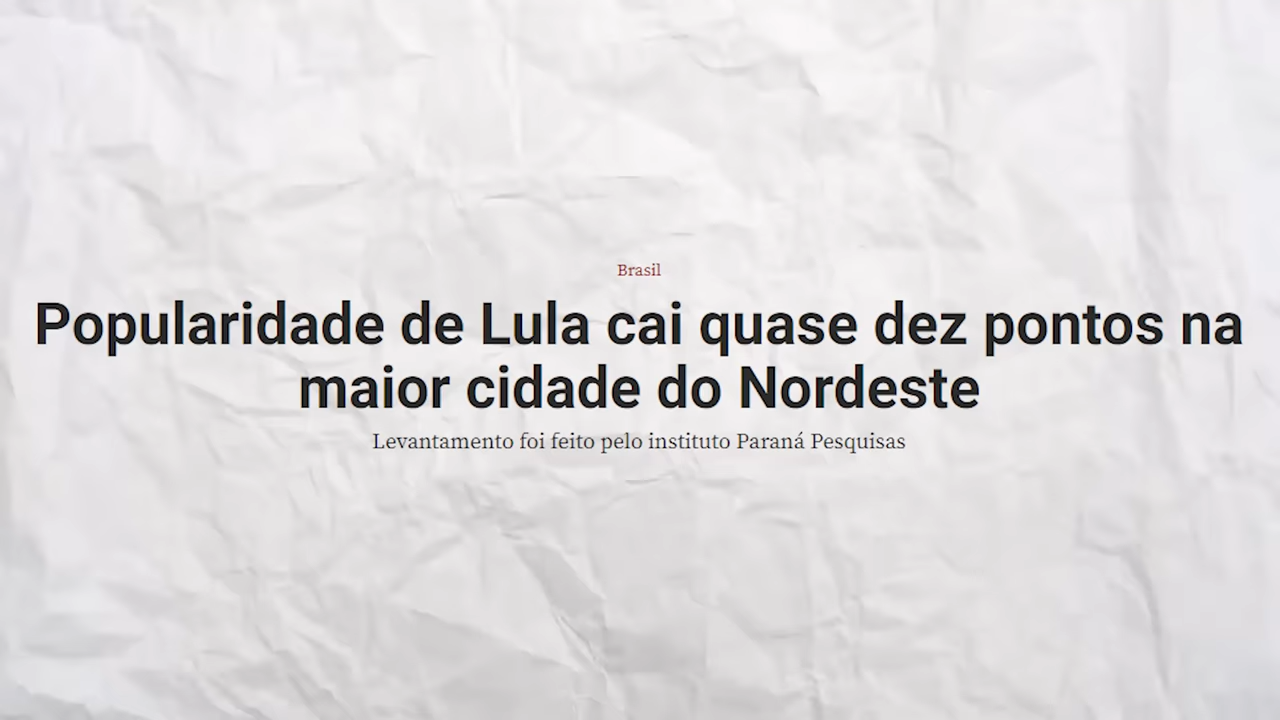 Brasil
Popularidade de Lula cai quase dez pontos na
maior cidade do Nordeste
Levantamento foi feito pelo instituto Paraná Pesquisas